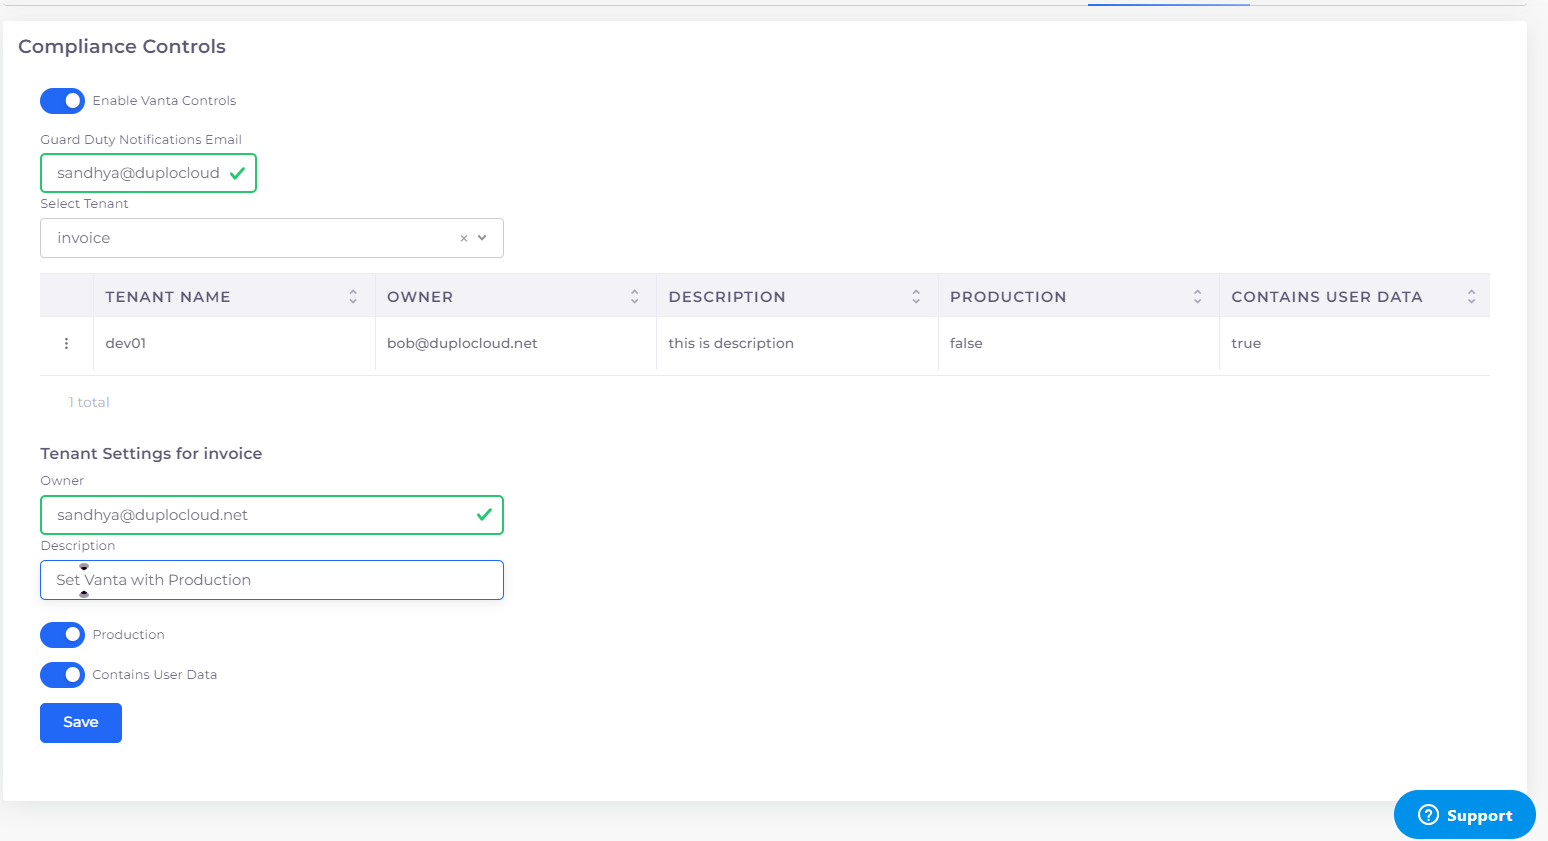 Compliance Controls
Enable Vanta Controls
Guard Duty Notifications Email
sandhya@duplocloud
Select Tenant
invoice
TENANT NAME OWNER DESCRIPTION PRODUCTION CONTAINS USER DATA
dev01 bob@duplocloud.net this is description false true
1 total
Tenant Settings for invoice
Owner
sandhya@duplocloud.net
Description
Set Vanta with Production
Production
Contains User Data
Save
Support